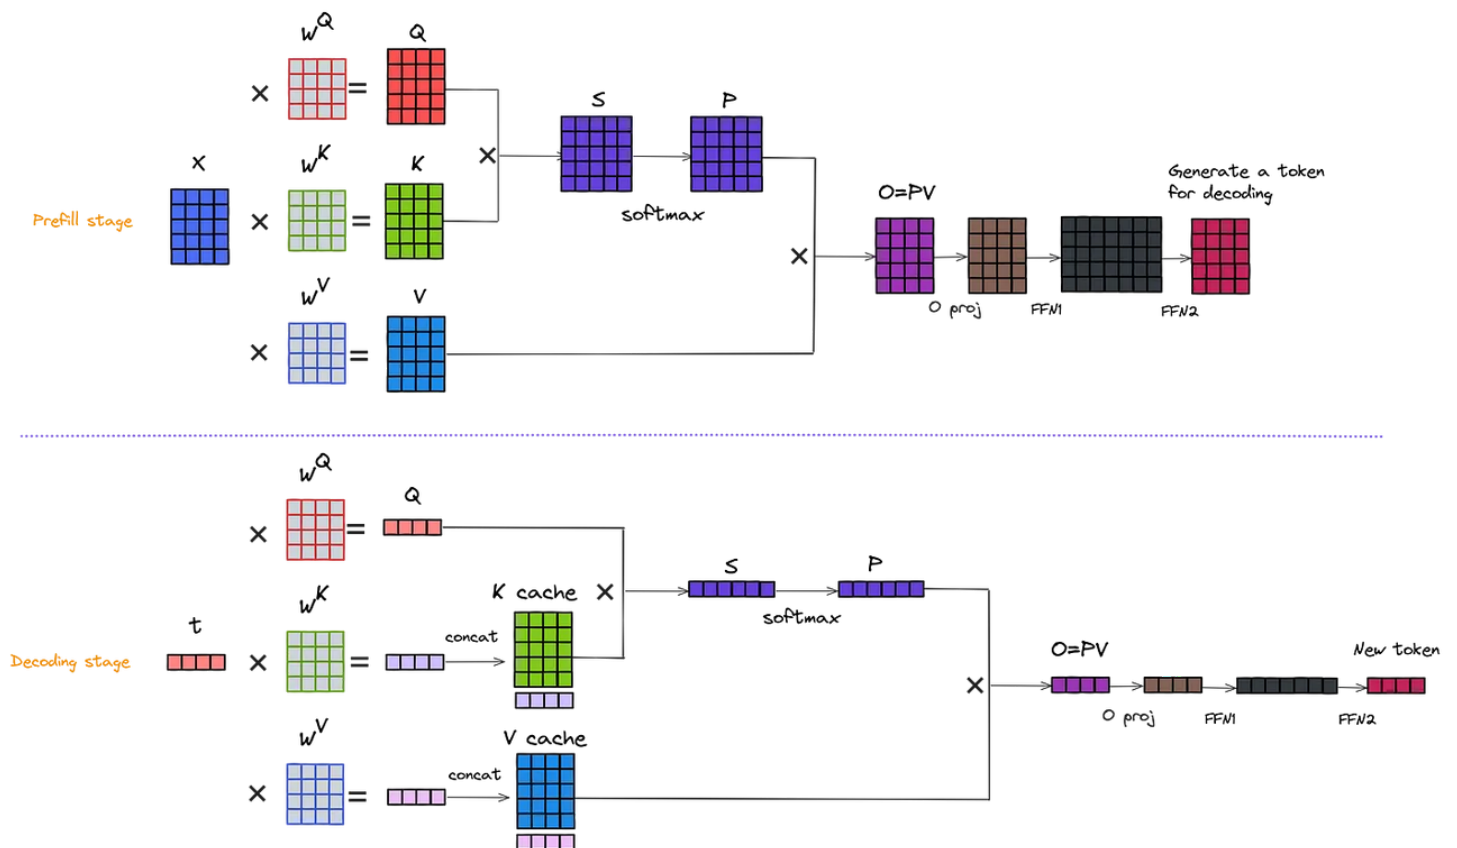 W^Q
Q
×
=
S
P
X
W^K
K
×
Generate a token
for decoding
Prefill stage
×
=
softmax
O=PV
×
O proj
FFN1
FFN2
W^V
V
×
=
W^Q
Q
×
=
S
P
K cache
×
W^K
softmax
t
concat
O=PV
New token
Decoding stage
×
=
×
O proj
FFN1
FFN2
W^V
V cache
concat
×
=